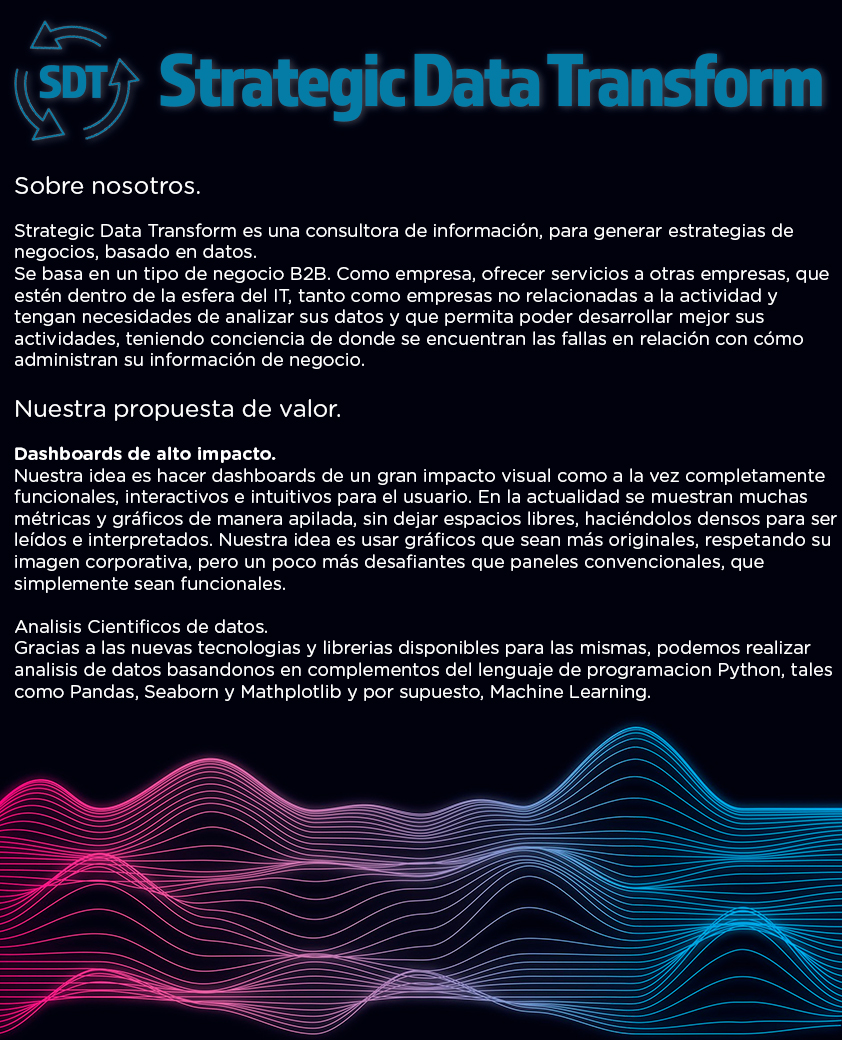 SDT Strategic Data Transform
Sobre nosotros.
Strategic Data Transform es una consultora de información, para generar estrategias de
negocios, basado en datos.
Se basa en un tipo de negocio B2B. Como empresa, ofrecer servicios a otras empresas, que
estén dentro de la esfera del IT, tanto como empresas no relacionadas a la actividad y
tengan necesidades de analizar sus datos y que permita poder desarrollar mejor sus
actividades, teniendo conciencia de donde se encuentran las fallas en relación con cómo
administran su información de negocio.
Nuestra propuesta de valor.
Dashboards de alto impacto.
Nuestra idea es hacer dashboards de un gran impacto visual como a la vez completamente
funcionales, interactivos e intuitivos para el usuario. En la actualidad se muestran muchas
métricas y gráficos de manera apilada, sin dejar espacios libres, haciéndolos densos para ser
leídos e interpretados. Nuestra idea es usar gráficos que sean más originales, respetando su
imagen corporativa, pero un poco más desafiantes que paneles convencionales, que
simplemente sean funcionales.
Analisis Cientificos de datos.
Gracias a las nuevas tecnologias y librerias disponibles para las mismas, podemos realizar
analisis de datos basandonos en complementos del lenguaje de programacion Python, tales
como Pandas, Seaborn y Mathplotlib y por supuesto, Machine Learning.